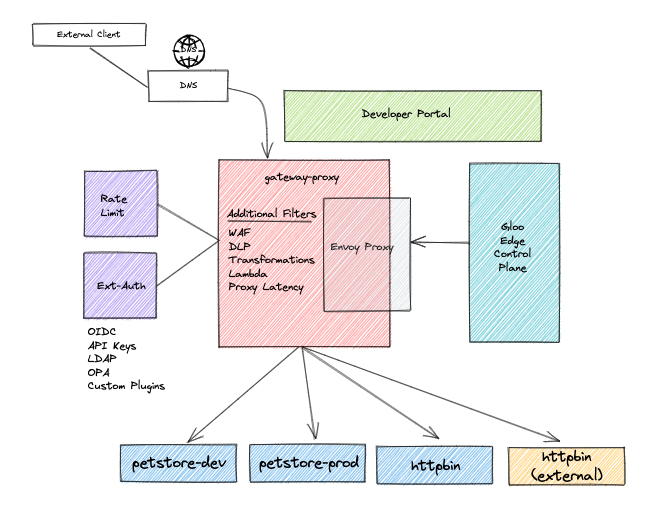 External Client
DNS
DNS
Developer Portal
gateway-proxy
Rate
Limit
Additional Filters
WAF
DLP
Transformations
Lambda
Proxy Latency
Envoy Proxy
Gloo
Edge
Control
Plane
Ext-Auth
OIDC
API Keys
LDAP
OPA
Custom Plugins
petstore-dev
petstore-prod
httpbin
httpbin
(external)